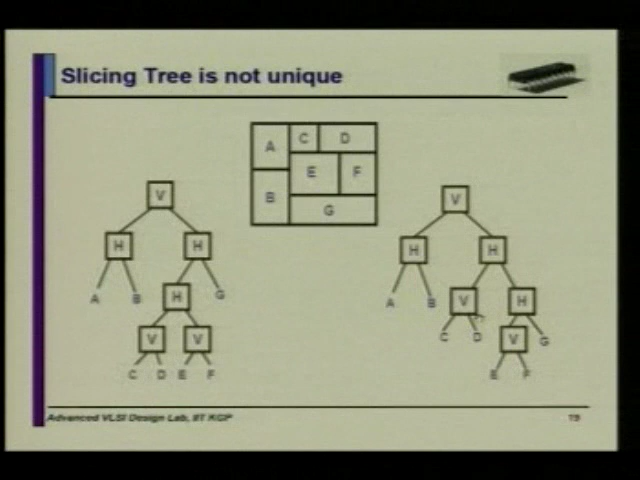 Slicing Tree is not unique
A C D
E F
B
G
V
H H
H
A B G
V V
C D E F
V
H H
V H
A B
C D V G
E F
Advanced VLSI Design Lab, IIT KGP
19